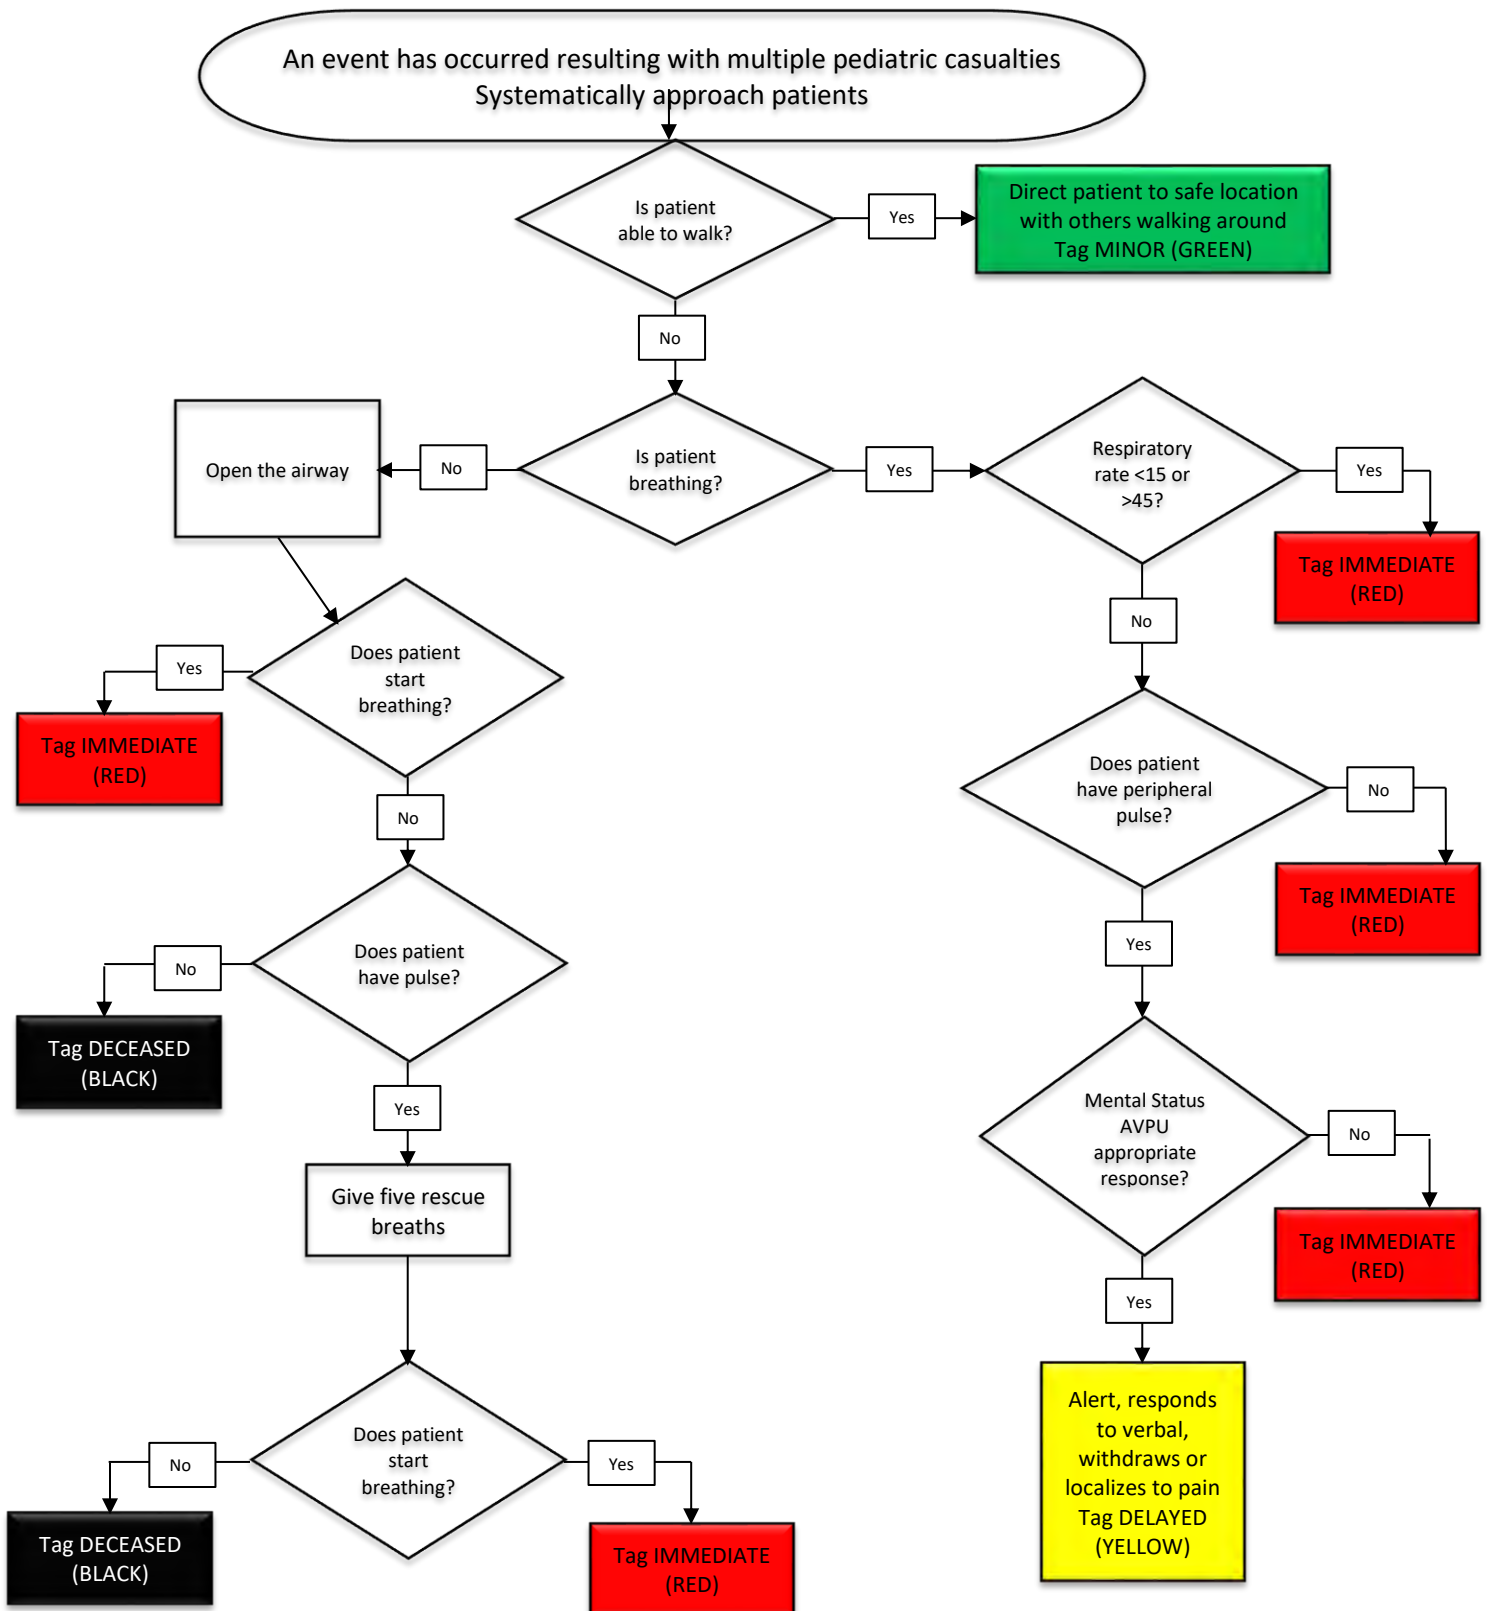 An event has occurred resulting with multiple pediatric casualties
Systematically approach patients
Is patient
able to walk?
Yes
Direct patient to safe location
with others walking around
Tag MINOR (GREEN)
No
Is patient
breathing?
No
Open the airway
Yes
Respiratory
rate <15 or
>45?
Yes
Tag IMMEDIATE
(RED)
No
Does patient
start
breathing?
Yes
Tag IMMEDIATE
(RED)
No
Does patient
have peripheral
pulse?
No
Tag IMMEDIATE
(RED)
Yes
Does patient
have pulse?
No
Tag DECEASED
(BLACK)
Yes
Give five rescue
breaths
Mental Status
AVPU
appropriate
response?
No
Tag IMMEDIATE
(RED)
Yes
Alert, responds
to verbal,
withdraws or
localizes to pain
Tag DELAYED
(YELLOW)
Does patient
start
breathing?
No
Tag DECEASED
(BLACK)
Yes
Tag IMMEDIATE
(RED)